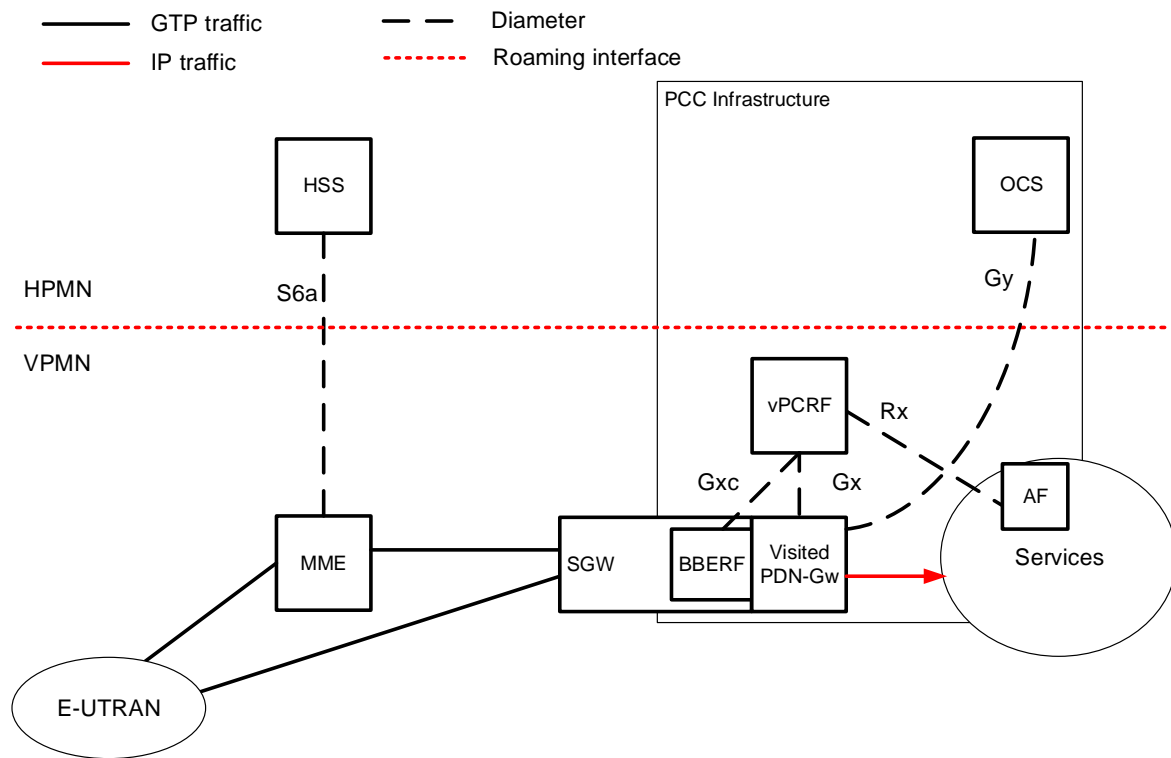 GTP traffic
Diameter
IP traffic
Roaming interface
PCC Infrastructure
HSS
OCS
HPMN
S6a
Gy
VPMN
vPCRF
Rx
Gxc
Gx
AF
MME
SGW
BBERF
Visited
PDN-Gw
Services
E-UTRAN